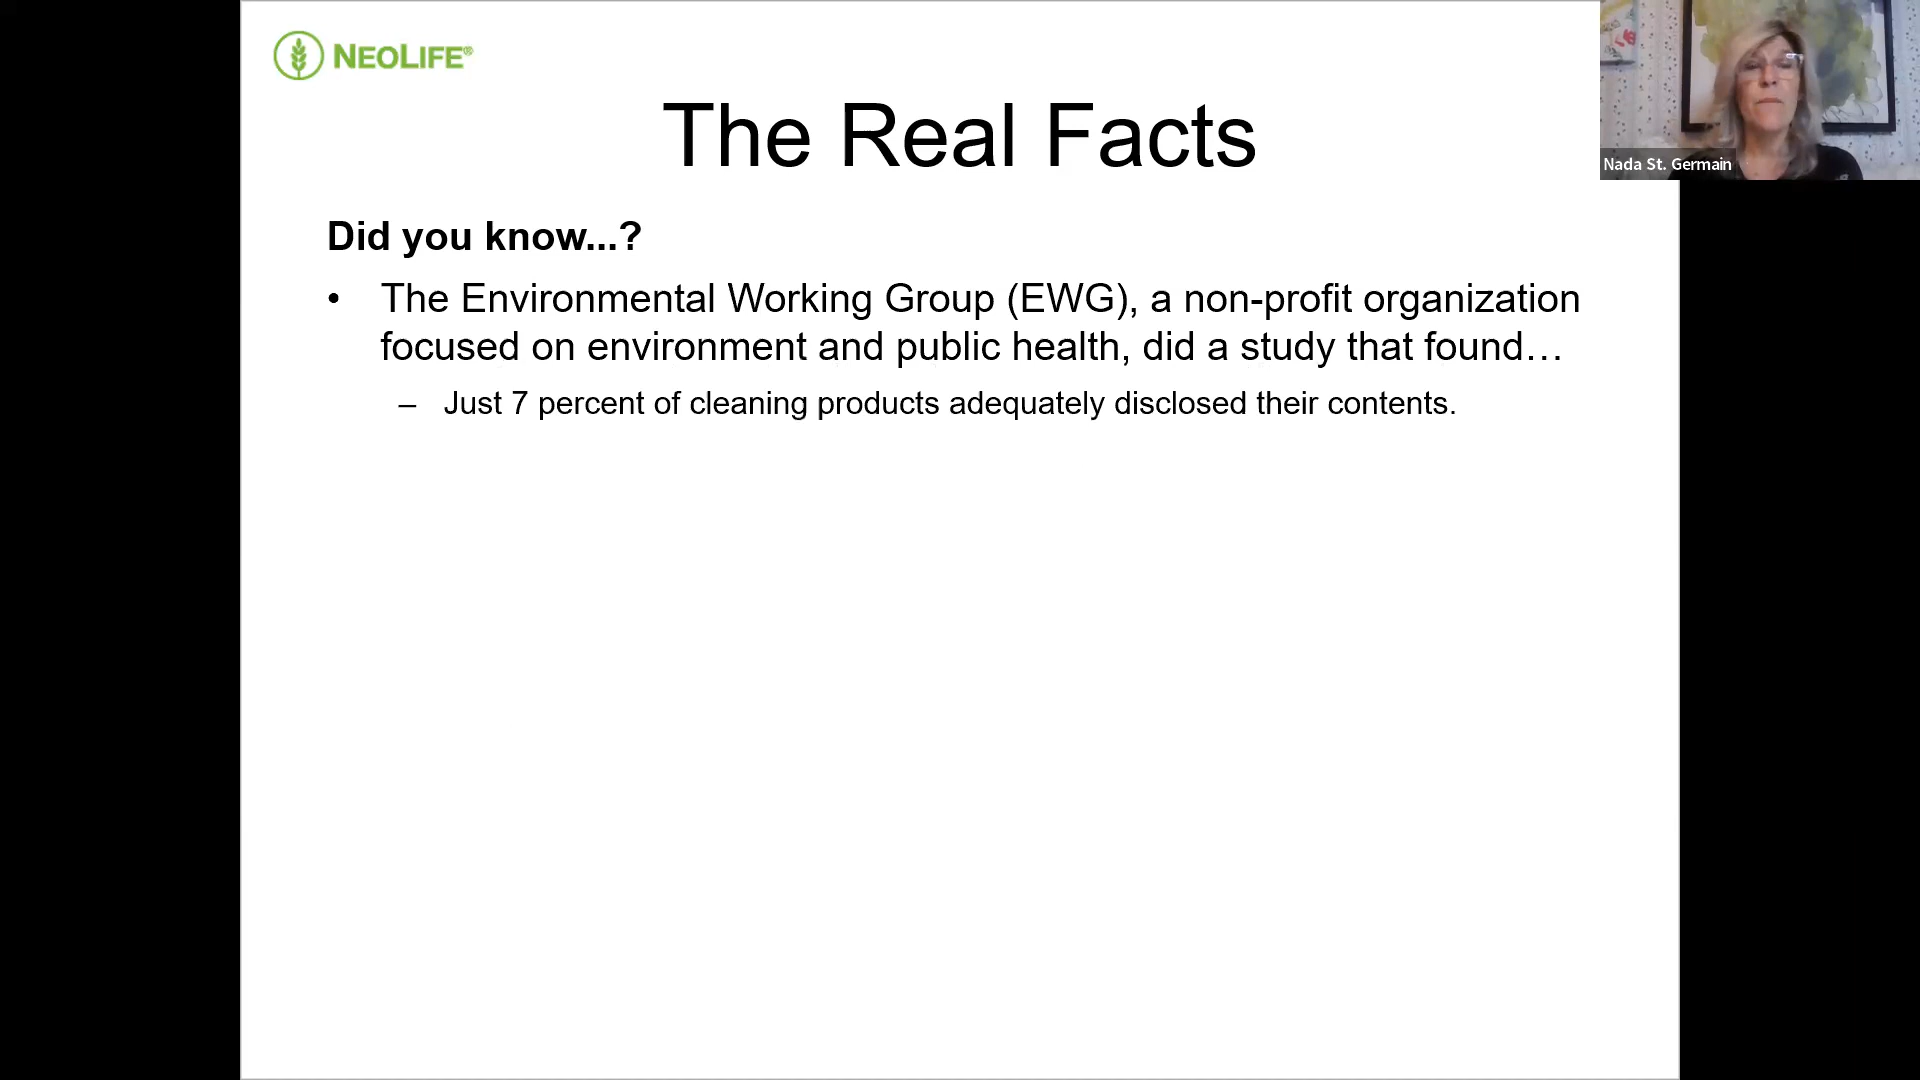 NEOLIFE®
The Real Facts
Nada St. Germain
Did you know...?
• The Environmental Working Group (EWG), a non-profit organization
focused on environment and public health, did a study that found…
– Just 7 percent of cleaning products adequately disclosed their contents.